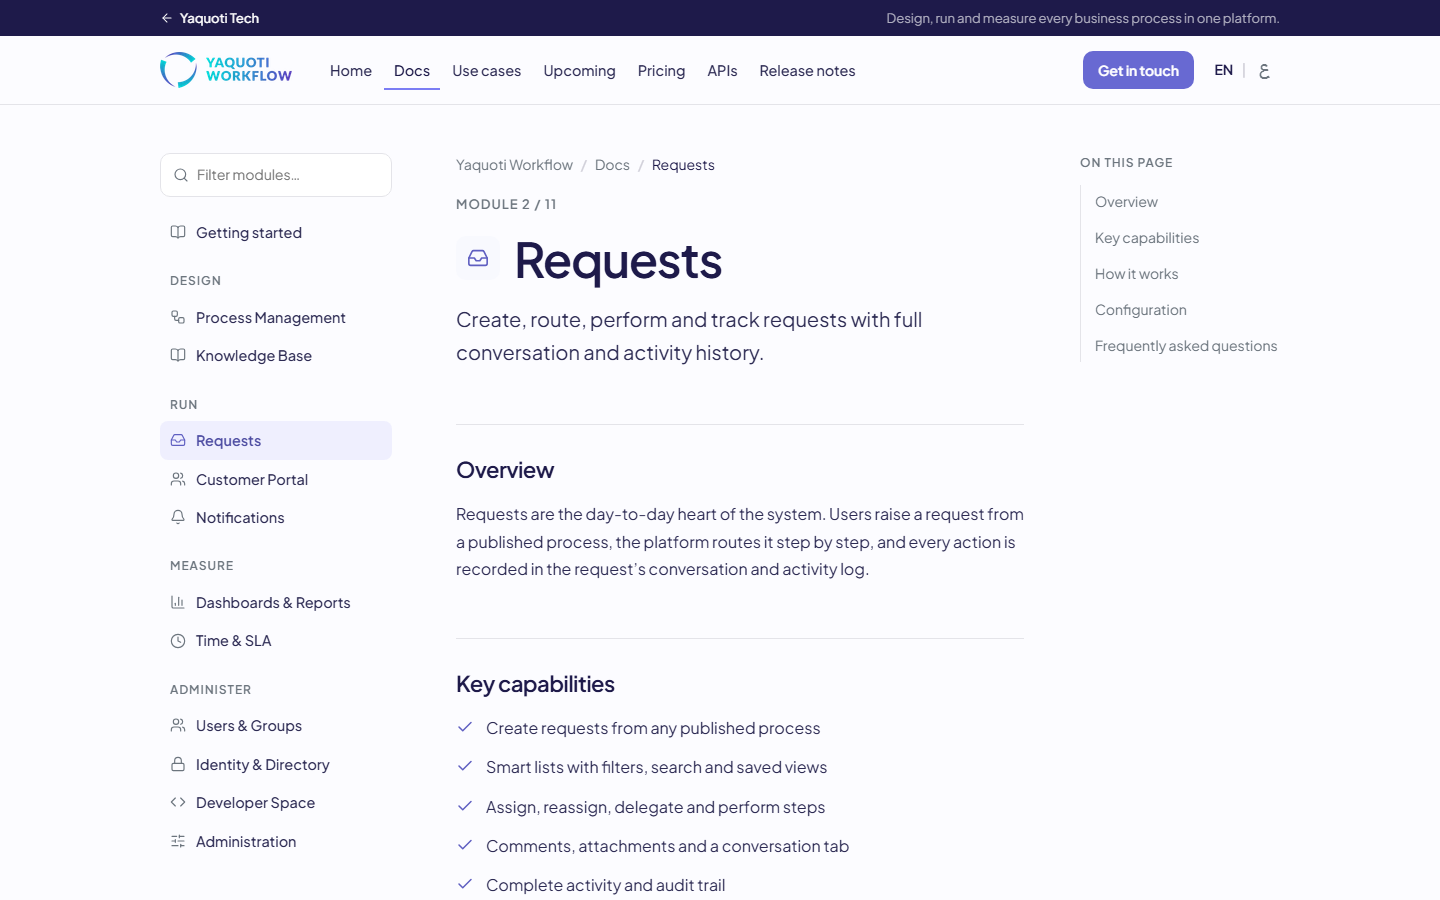 Yaquoti Tech
Design, run and measure every business process in one platform.
YAQUOTI
WORKFLOW
Home
Docs
Use cases
Upcoming
Pricing
APIs
Release notes
Get in touch
EN
ع
Filter modules…
Getting started
DESIGN
Process Management
Knowledge Base
RUN
Requests
Customer Portal
Notifications
MEASURE
Dashboards & Reports
Time & SLA
ADMINISTER
Users & Groups
Identity & Directory
Developer Space
Administration
Yaquoti Workflow / Docs / Requests
MODULE 2 / 11
Requests
Create, route, perform and track requests with full
conversation and activity history.
Overview
Requests are the day-to-day heart of the system. Users raise a request from
a published process, the platform routes it step by step, and every action is
recorded in the request’s conversation and activity log.
Key capabilities
Create requests from any published process
Smart lists with filters, search and saved views
Assign, reassign, delegate and perform steps
Comments, attachments and a conversation tab
Complete activity and audit trail
ON THIS PAGE
Overview
Key capabilities
How it works
Configuration
Frequently asked questions